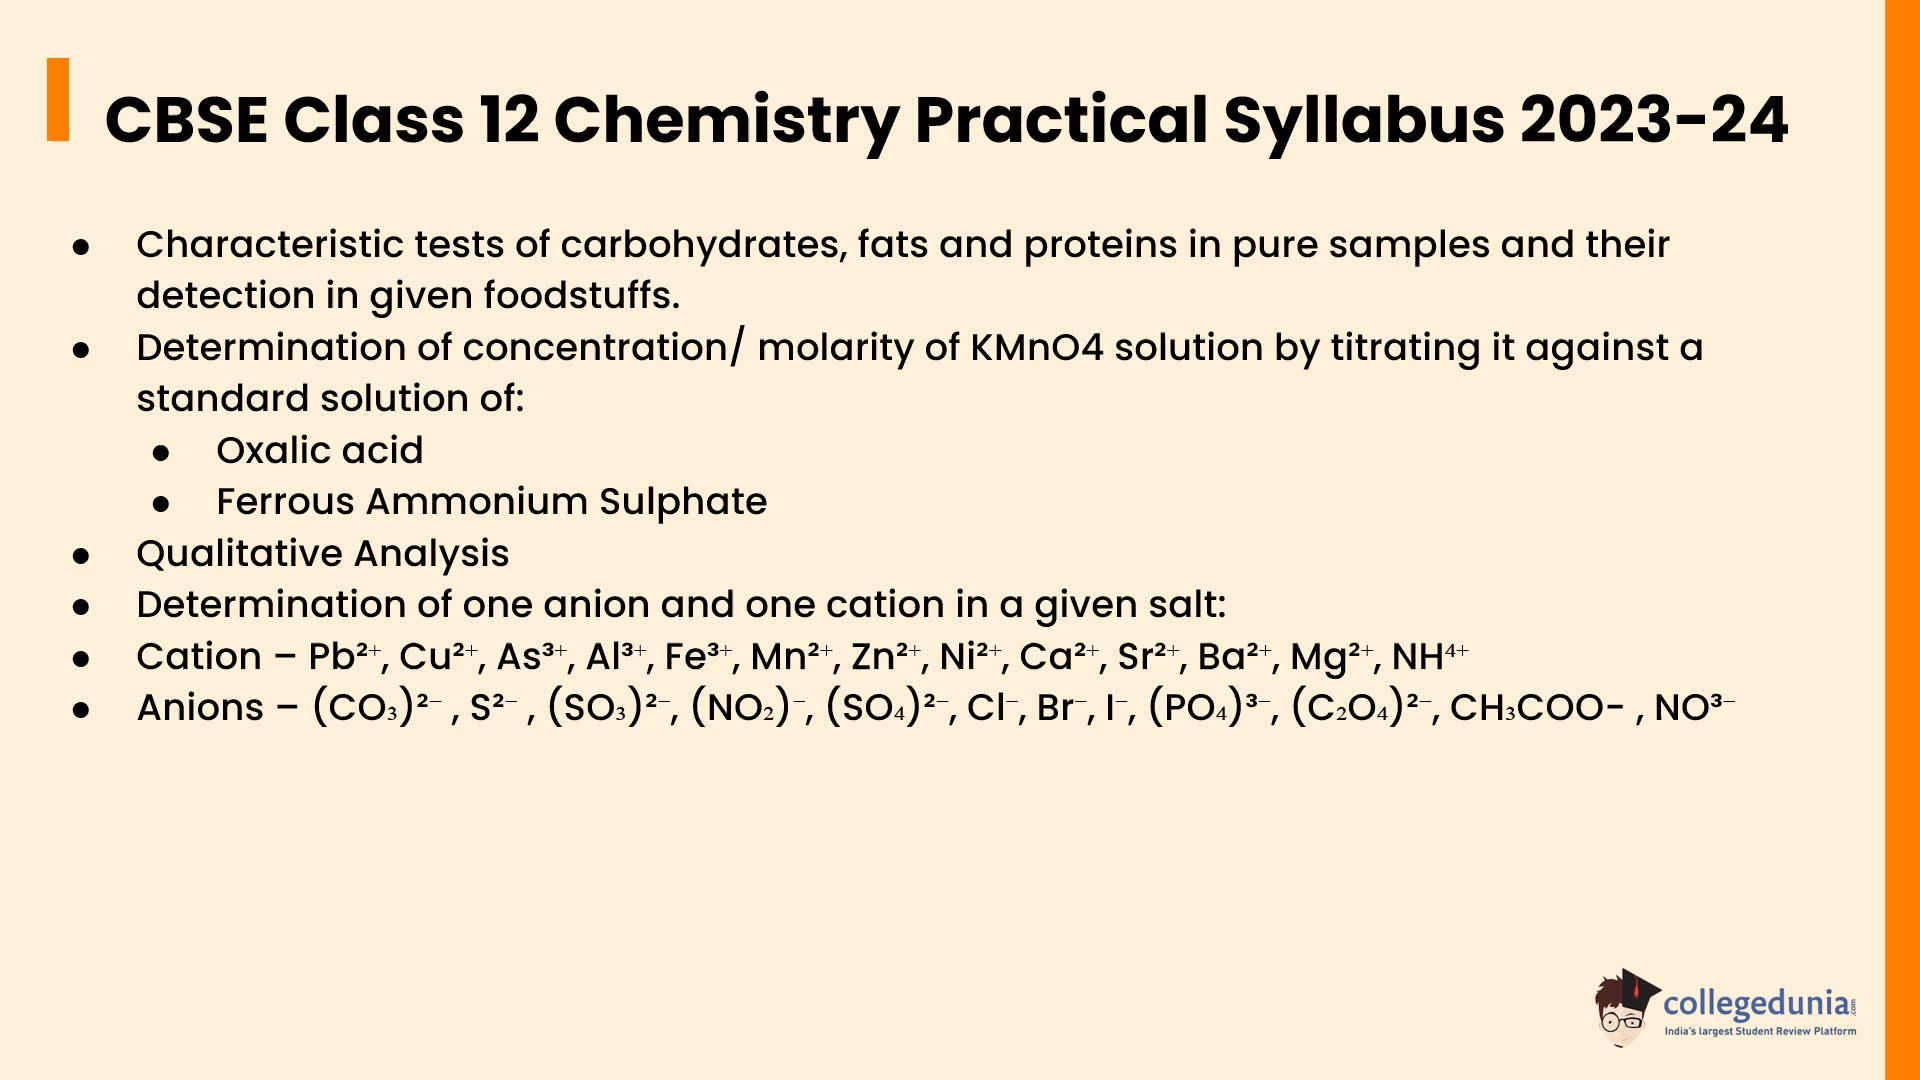 CBSE Class 12 Chemistry Practical Syllabus 2023-24
● Characteristic tests of carbohydrates, fats and proteins in pure samples and their
detection in given foodstuffs.
● Determination of concentration/ molarity of KMnO4 solution by titrating it against a
standard solution of:
● Oxalic acid
● Ferrous Ammonium Sulphate
● Qualitative Analysis
● Determination of one anion and one cation in a given salt:
● Cation – Pb²⁺, Cu²⁺, As³⁺, Al³⁺, Fe³⁺, Mn²⁺, Zn²⁺, Ni²⁺, Ca²⁺, Sr²⁺, Ba²⁺, Mg²⁺, NH⁴⁺
● Anions – (CO₃)²⁻ , S²⁻ , (SO₃)²⁻, (NO₂)⁻, (SO₄)²⁻, Cl⁻, Br⁻, I⁻, (PO₄)³⁻, (C₂O₄)²⁻, CH₃COO- , NO³⁻
collegedunia.com
India's largest Student Review Platform